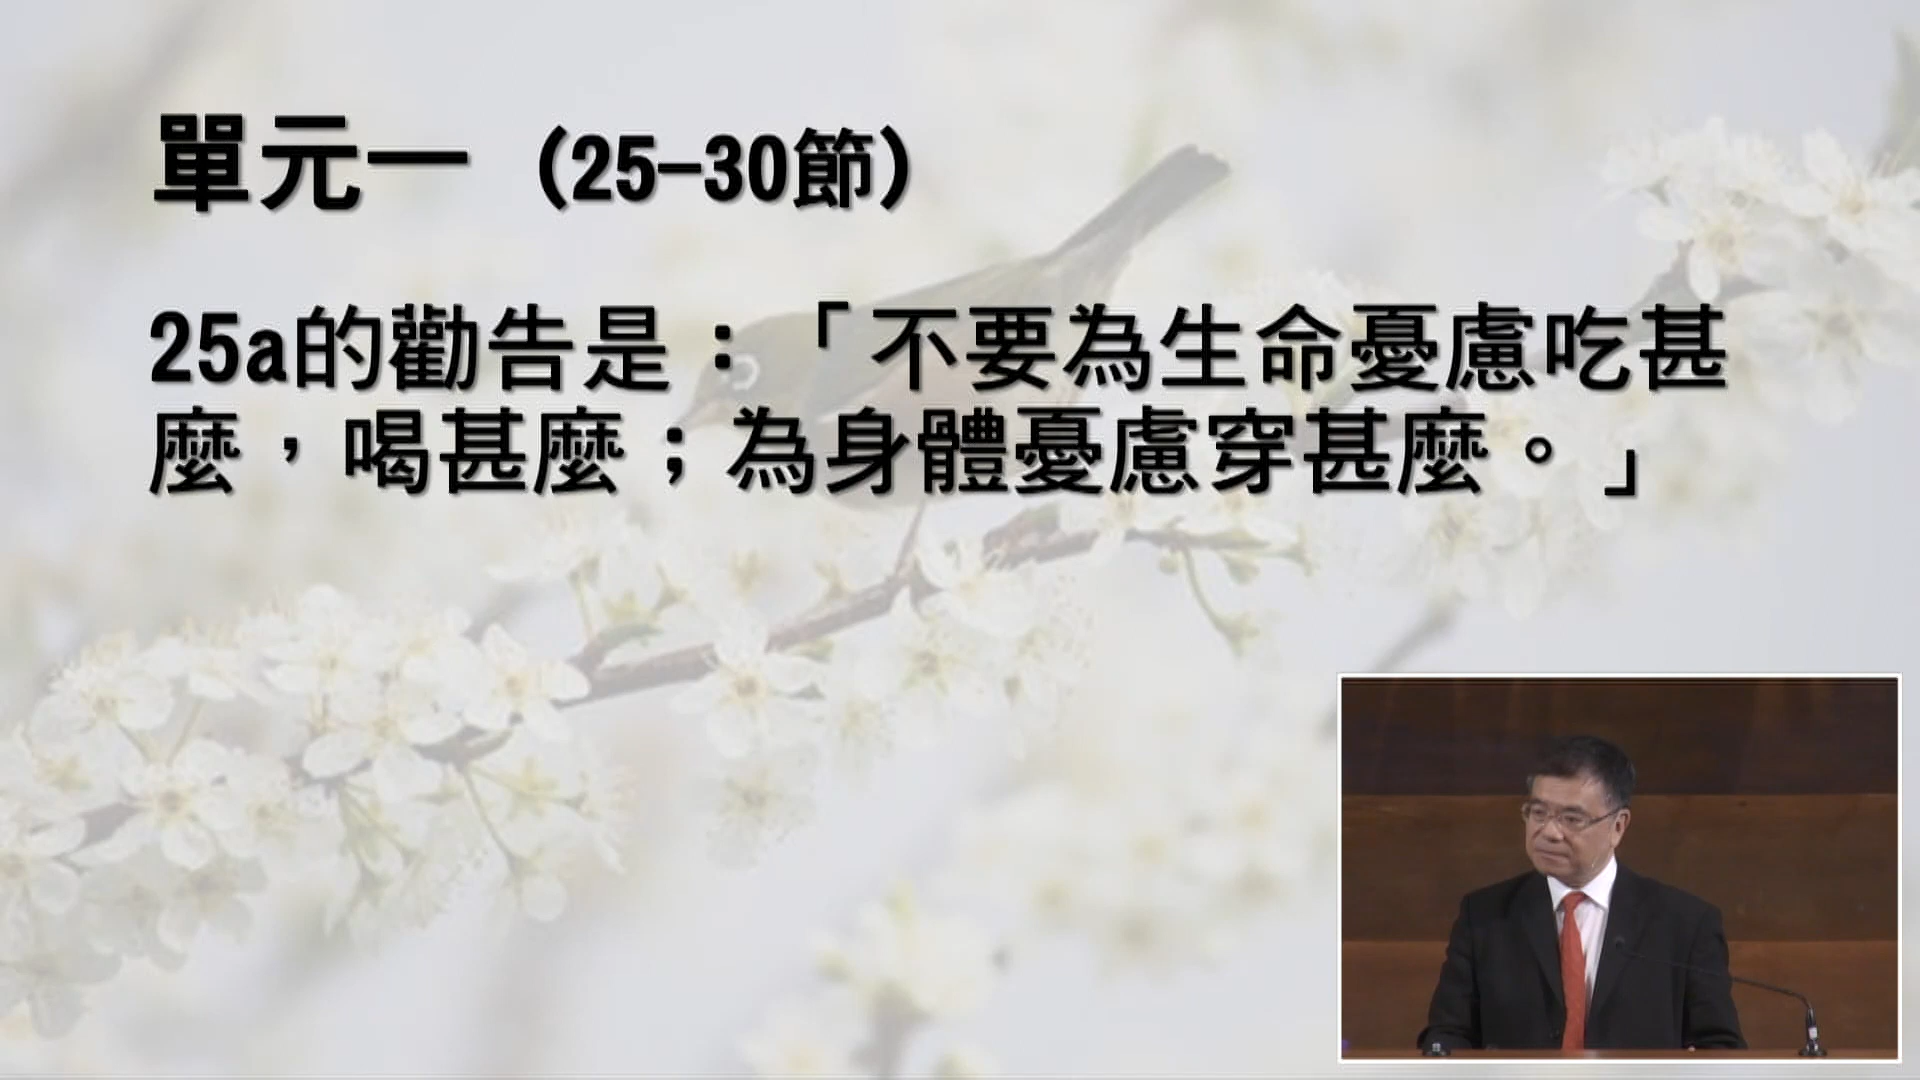 單元一 (25-30節)
25a的勸告是：「不要為生命憂慮吃甚
麼，喝甚麼；為身體憂慮穿甚麼。」